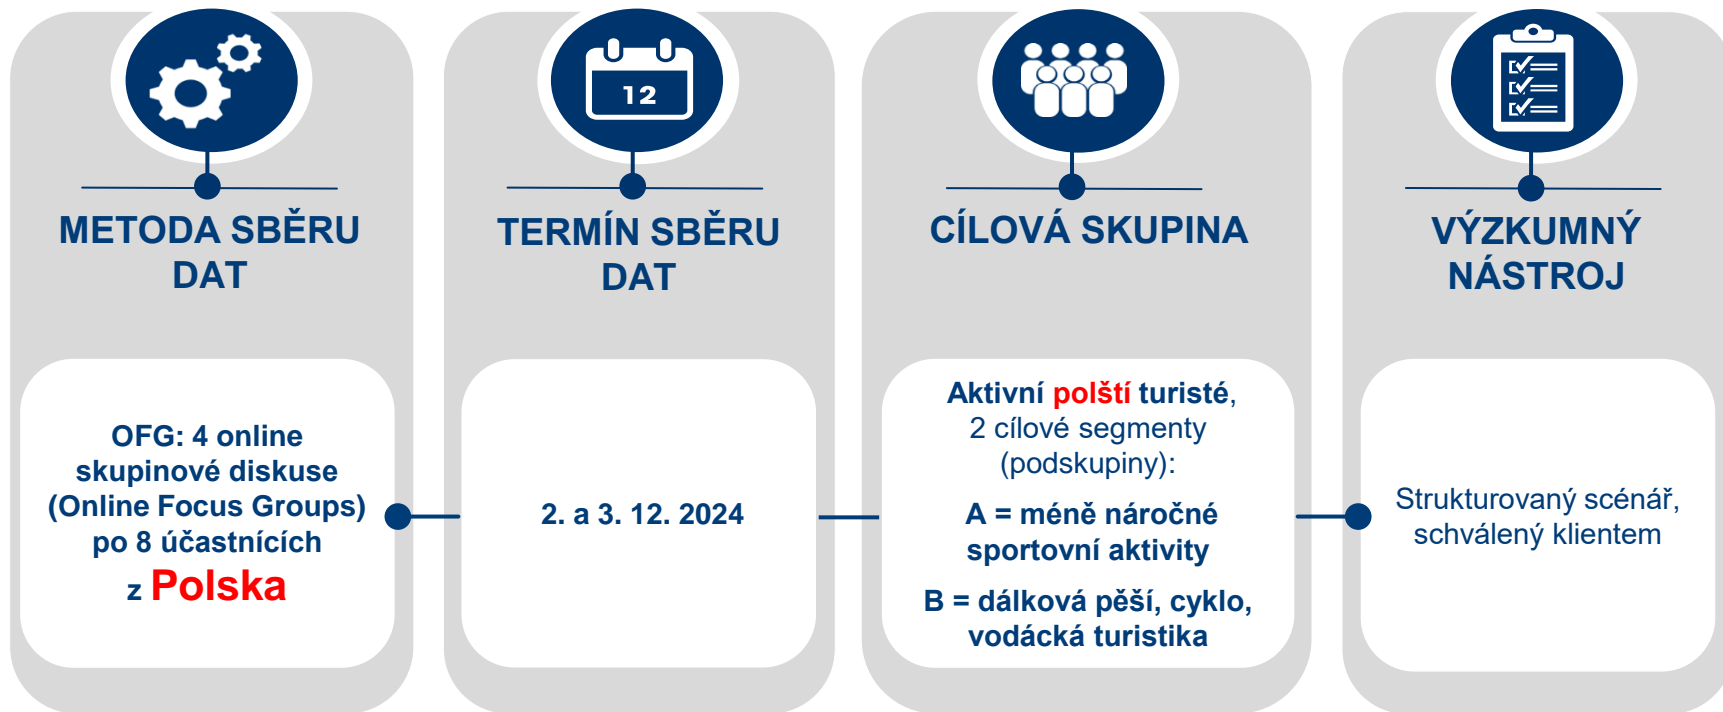 METODA SBĚRU
DAT
OFG: 4 online
skupinové diskuse
(Online Focus Groups)
po 8 účastnících
z Polska
12
TERMÍN SBĚRU
DAT
2. a 3. 12. 2024
CÍLOVÁ SKUPINA
Aktivní polští turisté,
2 cílové segmenty
(podskupiny):
A = méně náročné
sportovní aktivity
B = dálková pěší, cyklo,
vodácká turistika
VÝZKUMNÝ
NÁSTROJ
Strukturovaný scénář,
schválený klientem